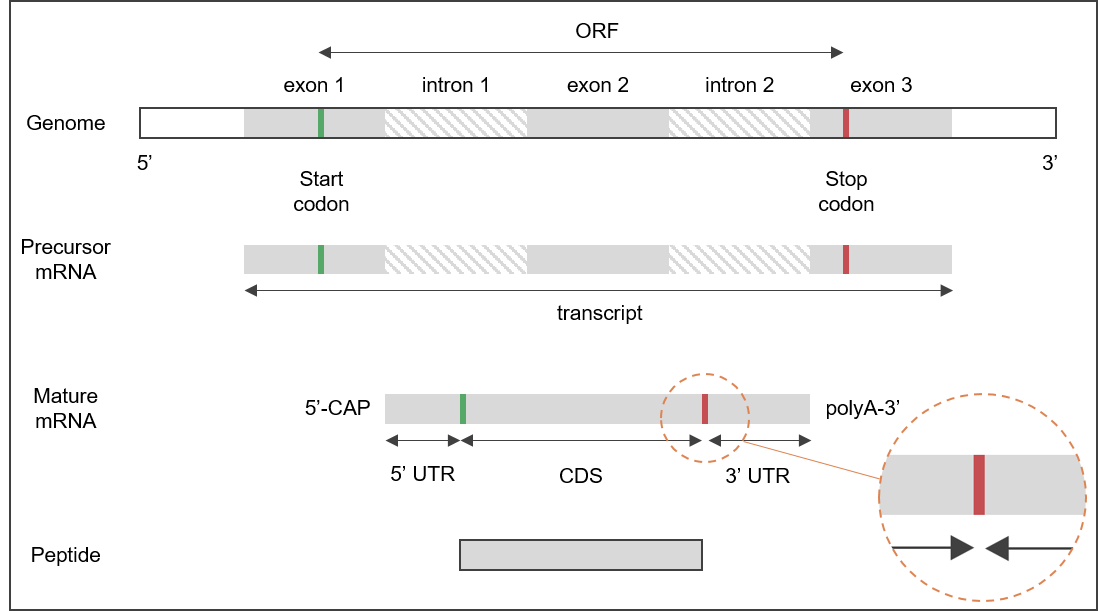 ORF
exon 1
intron 1
exon 2
intron 2
exon 3
Genome
5’
3’
Start
codon
Stop
codon
Precursor
mRNA
transcript
Mature
mRNA
5’-CAP
polyA-3’
5’ UTR
CDS
3’ UTR
Peptide